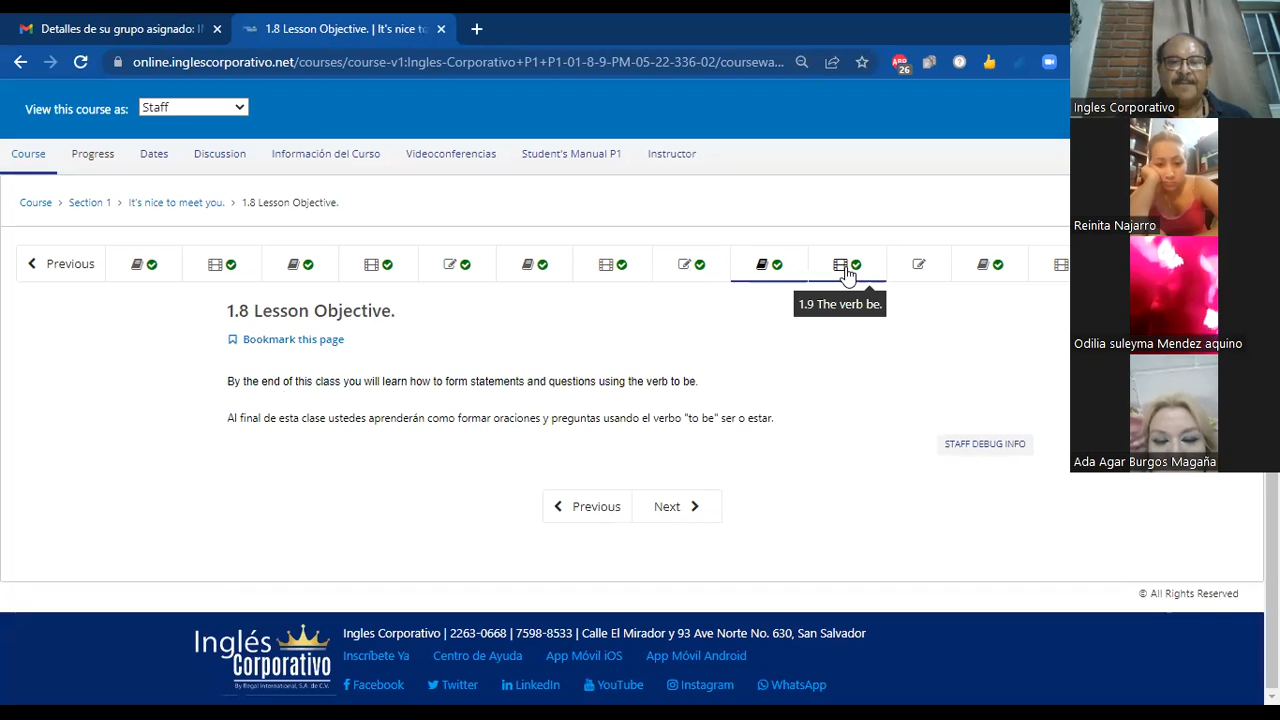 Detalles de su grupo asignado: I
1.8 Lesson Objective. | It's nice to
online.inglescorporativo.net/courses/course-v1:Ingles-Corporativo+P1+P1-01-8-9-PM-05-22-336-02/coursewa...
ABP
26
View this course as:
Staff
Course
Progress
Dates
Discussion
Información del Curso
Videoconferencias
Student's Manual P1
Instructor
Course > Section 1 > It's nice to meet you. > 1.8 Lesson Objective.
Previous
1.9 The verb be.
1.8 Lesson Objective.
Bookmark this page
By the end of this class you will learn how to form statements and questions using the verb to be.
Al final de esta clase ustedes aprenderán como formar oraciones y preguntas usando el verbo "to be" ser o estar.
STAFF DEBUG INFO
Previous
Next
© All Rights Reserved
Inglés
Corporativo
By Regal International, S.A. de C.V.
Ingles Corporativo | 2263-0668 | 7598-8533 | Calle El Mirador y 93 Ave Norte No. 630, San Salvador
Inscríbete Ya
Centro de Ayuda
App Móvil iOS
App Móvil Android
Facebook
Twitter
LinkedIn
YouTube
Instagram
WhatsApp
Ingles Corporativo
Reinita Najarro
Odilia suleyma Mendez aquino
Ada Agar Burgos Magaña